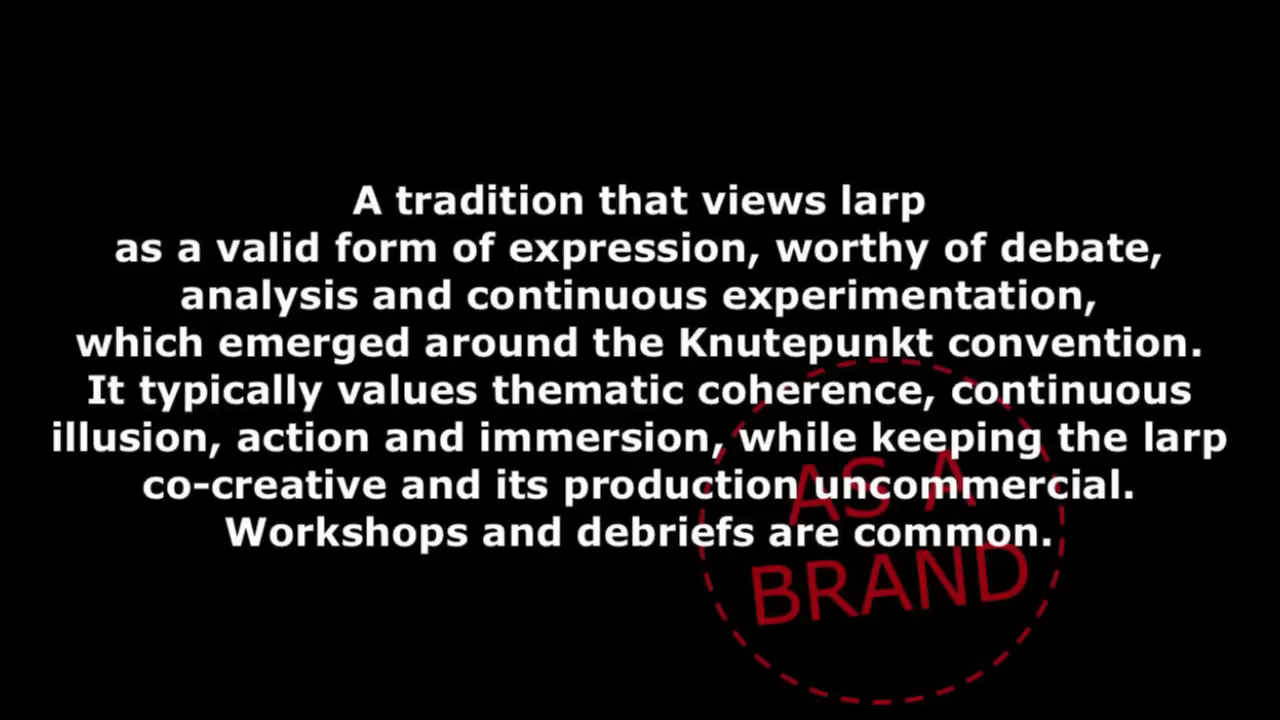 A tradition that views larp
as a valid form of expression, worthy of debate,
analysis and continuous experimentation,
which emerged around the Knutepunkt convention.
It typically values thematic coherence, continuous
illusion, action and immersion, while keeping the larp
co-creative and its production uncommercial.
Workshops and debriefs are common.
AS A
BRAND